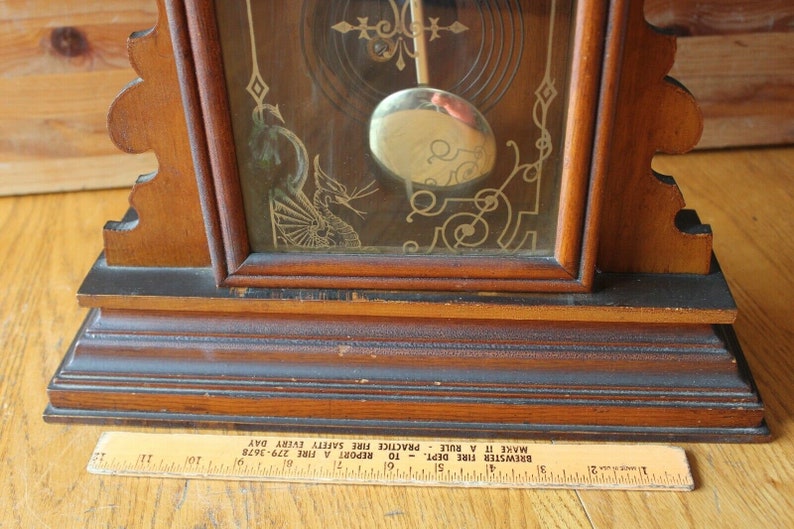 BREWSTER FIRE DEPT. - TO MAKE IT A RULE - PRACTICE
REPORT A FIRE 279-3678 FIRE SAFETY EVERY DAY
12 11 10 9 8 7 6 5 4 3 2 1
MADE IN U.S.A.